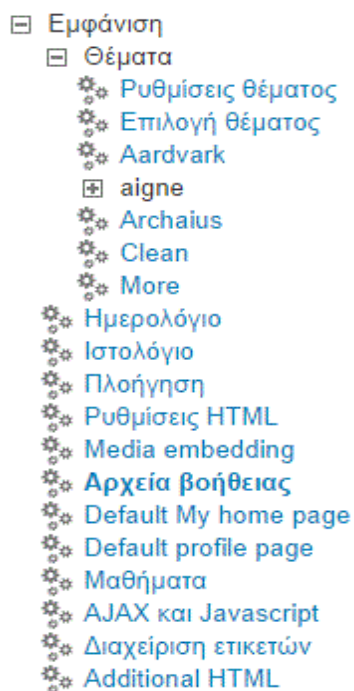 Εμφάνιση
Θέματα
Ρυθμίσεις θέματος
Επιλογή θέματος
Aardvark
aigne
Archaius
Clean
More
Ημερολόγιο
Ιστολόγιο
Πλοήγηση
Ρυθμίσεις HTML
Media embedding
Αρχεία βοήθειας
Default My home page
Default profile page
Μαθήματα
AJAX και Javascript
Διαχείριση ετικετών
Additional HTML